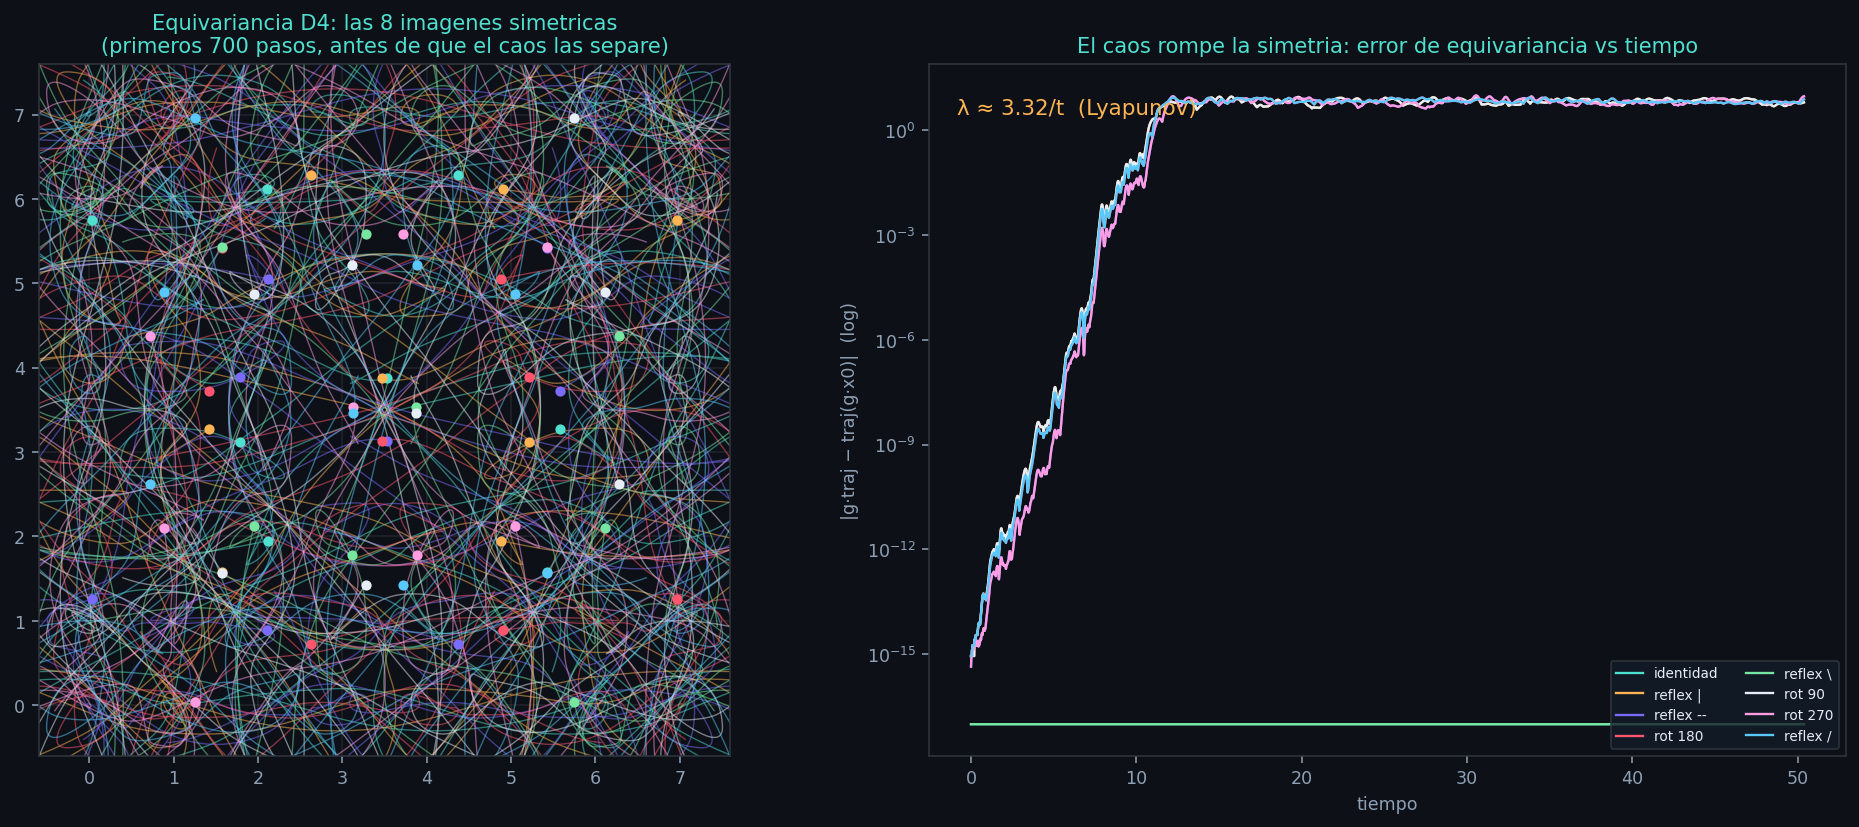 Equivariancia D4: las 8 imagenes simetricas
(primeros 700 pasos, antes de que el caos las separe)
7
6
5
4
3
2
1
0
0 1 2 3 4 5 6 7
El caos rompe la simetria: error de equivariancia vs tiempo
λ ≈ 3.32/t (Lyapunov)
|g·traj − traj(g·x0)| (log)
10⁰
10⁻³
10⁻⁶
10⁻⁹
10⁻¹²
10⁻¹⁵
identidad
reflex |
reflex --
rot 180
reflex \
rot 90
rot 270
reflex /
0 10 20 30 40 50
tiempo